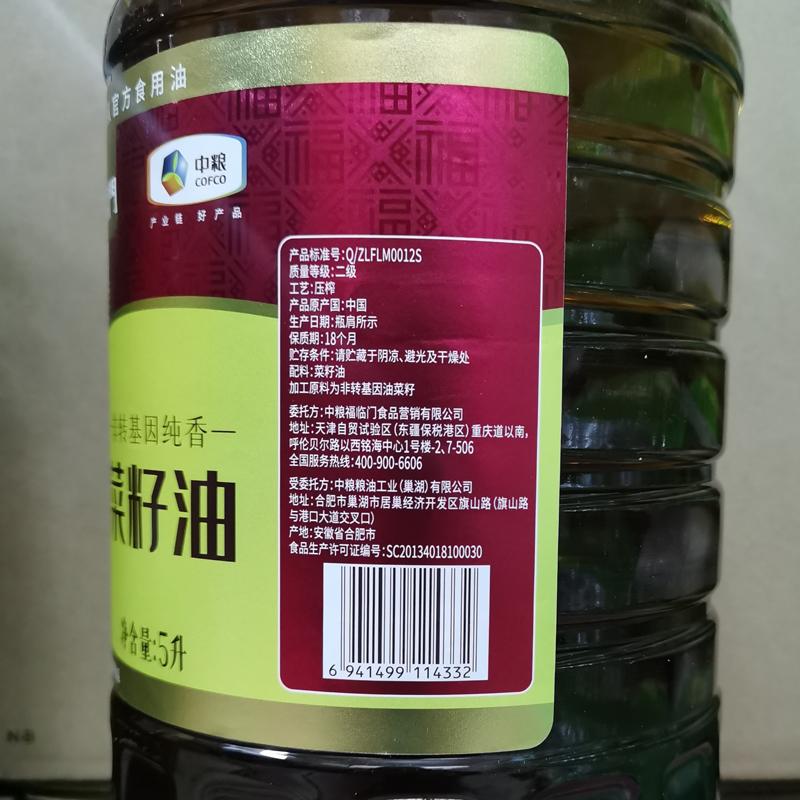 官方食用油
中粮
COFCO
产业链 好产品
产品标准号:Q/ZLFLM0012S
质量等级:二级
工艺:压榨
产品原产国:中国
生产日期:瓶肩所示
保质期:18个月
贮存条件:请贮藏于阴凉、避光及干燥处
配料:菜籽油
加工原料为非转基因油菜籽
委托方:中粮福临门食品营销有限公司
地址:天津自贸试验区(东疆保税港区)重庆道以南,
呼伦贝尔路以西铭海中心1号楼-2、7-506
全国服务热线:400-900-6606
受委托方:中粮粮油工业(巢湖)有限公司
地址:合肥市巢湖市居巢经济开发区旗山路(旗山路
与港口大道交叉口)
产地:安徽省合肥市
食品生产许可证编号:SC20134018100030
6 941499 114332
非转基因纯香
菜籽油
净含量:5升